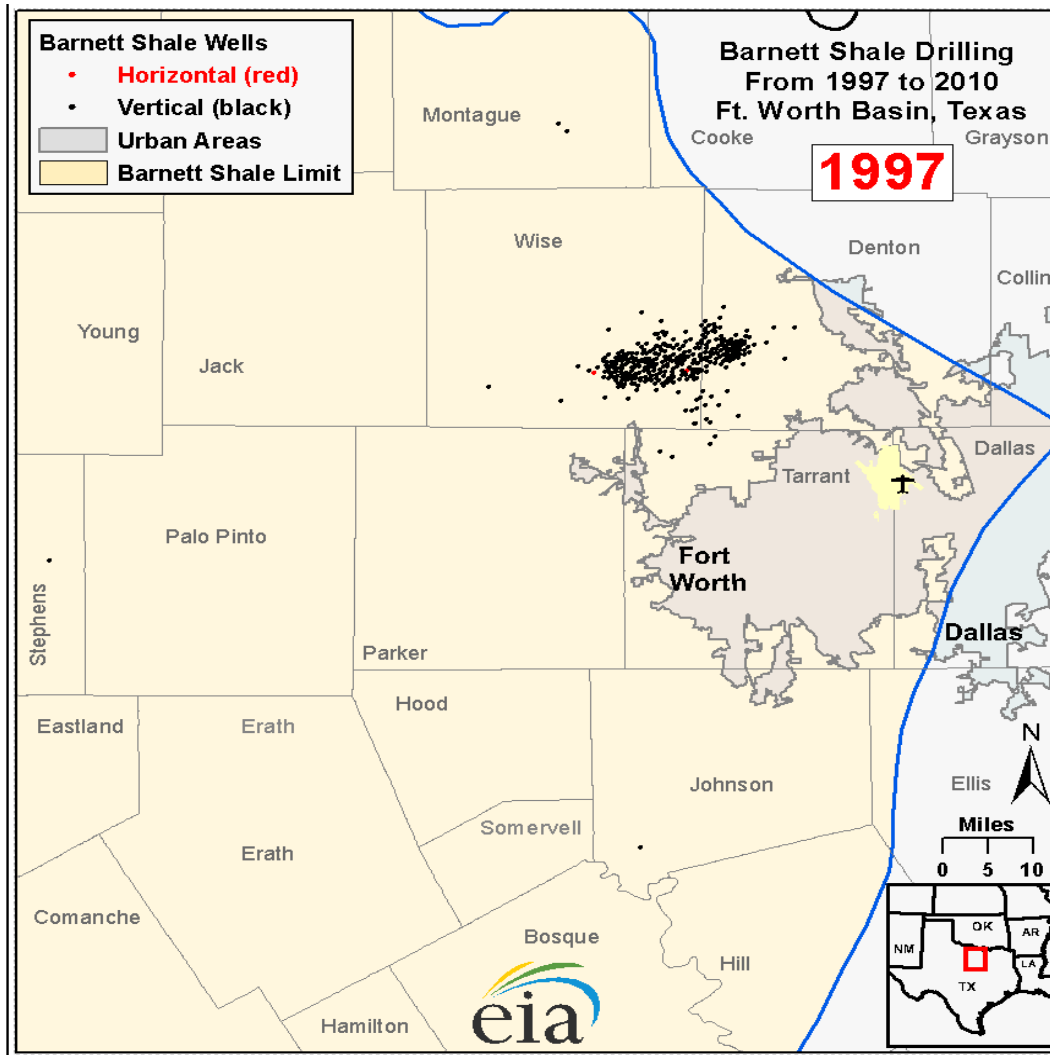 Barnett Shale Wells
Horizontal (red)
Vertical (black)
Urban Areas
Barnett Shale Limit
Barnett Shale Drilling
From 1997 to 2010
Ft. Worth Basin, Texas
1997
Montague
Cooke
Grayson
Wise
Denton
Collin
Young
Jack
Tarrant
Dallas
Palo Pinto
Fort
Worth
Stephens
Parker
Dallas
Eastland
Erath
Hood
N
Johnson
Ellis
Somervell
Miles
0 5 10
Erath
Comanche
Bosque
Hill
Hamilton
eia
NM
OK
AR
TX
LA